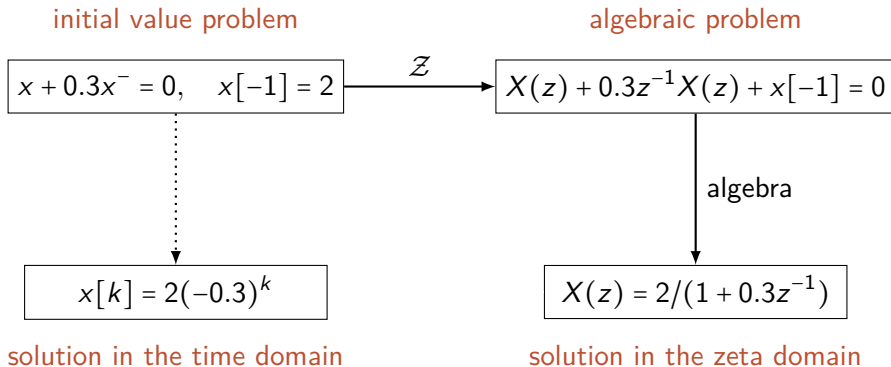 initial value problem
algebraic problem
x + 0.3x⁻ = 0, x[−1] = 2
𝒵
X(z) + 0.3z⁻¹X(z) + x[−1] = 0
algebra
x[k] = 2(−0.3)ᵏ
X(z) = 2/(1 + 0.3z⁻¹)
solution in the time domain
solution in the zeta domain